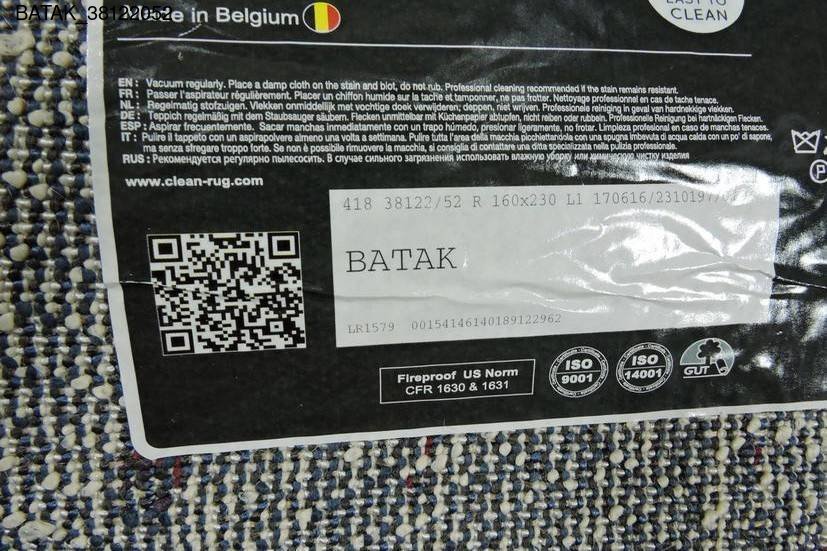 BATAK_38122052
EASY TO
CLEAN
Made in Belgium
EN : Vacuum regularly. Place a damp cloth on the stain and blot, do not rub. Professional cleaning recommended if the stain remains resistant.
FR : Passer l'aspirateur régulièrement. Placer un chiffon humide sur la tache et tamponner, ne pas frotter. Nettoyage professionnel en cas de tache tenace.
NL : Regelmatig stofzuigen. Vlekken onmiddellijk met vochtige doek verwijderen; deppen, niet wrijven. Professionele reiniging in geval van hardnekkige vlekken.
DE : Teppich regelmäßig mit dem Staubsauger säubern. Flecken unmittelbar mit Küchenpapier abtupfen, nicht reiben oder rubbeln. Professionelle Reinigung bei hartnäckigen Flecken.
ESP : Aspirar frecuentemente. Sacar manchas inmediatamente con un trapo húmedo, presionar ligeramente, no frotar. Limpieza profesional en caso de manchas tenaces.
IT : Pulire il tappeto con un aspirapolvere almeno una volta a settimana. Pulire tutta l'area della macchia picchiettandola con una spugna imbevuta di acqua calda con un po' di sapone,
ma senza sfregare troppo forte. Se non è possibile rimuovere la macchia, si consiglia di contattare una ditta specializzata nella pulizia professionale.
RUS : Рекомендуется регулярно пылесосить. В случае сильного загрязнения использовать влажную уборку или химическую чистку изделия
www.clean-rug.com
P
418 38122/52 R 160x230 L1 170616/2310197/
BATAK
LR1579 00154146140189122962
Fireproof US Norm
CFR 1630 & 1631
ISO
9001
ISO
14001
GUT